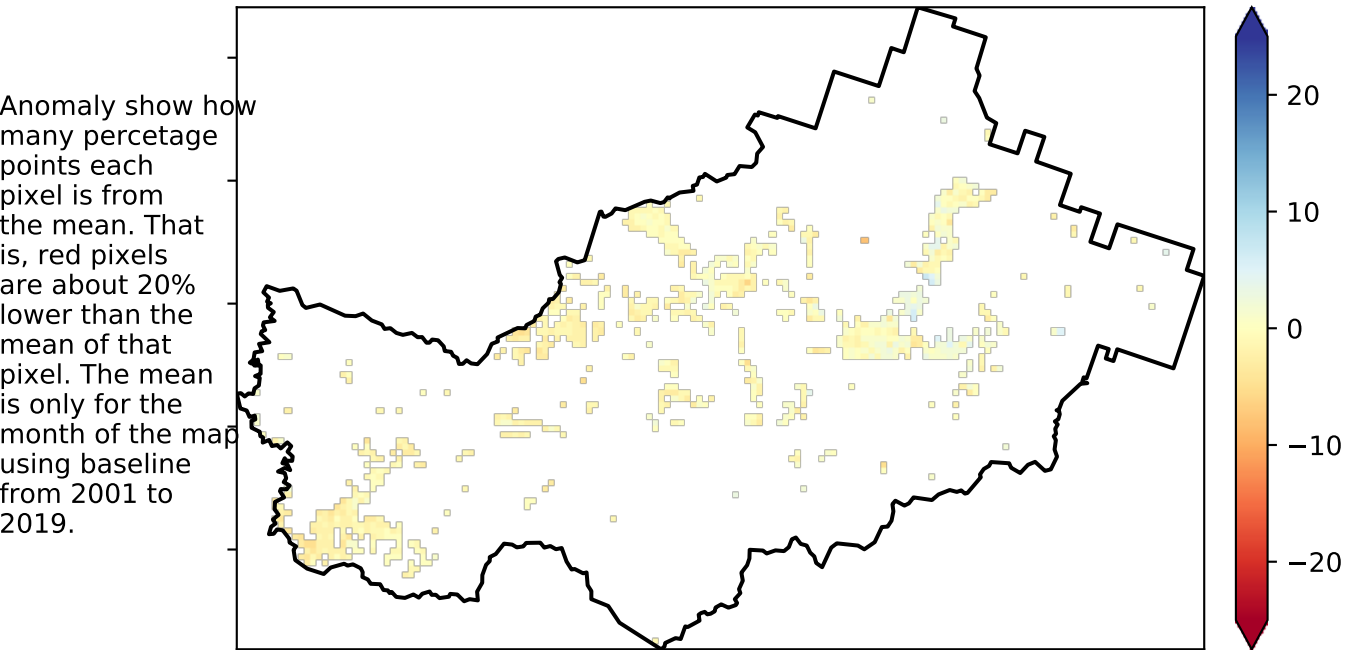 Anomaly show how
many percetage
points each
pixel is from
the mean. That
is, red pixels
are about 20%
lower than the
mean of that
pixel. The mean
is only for the
month of the map
using baseline
from 2001 to
2019.
20
10
0
−10
−20